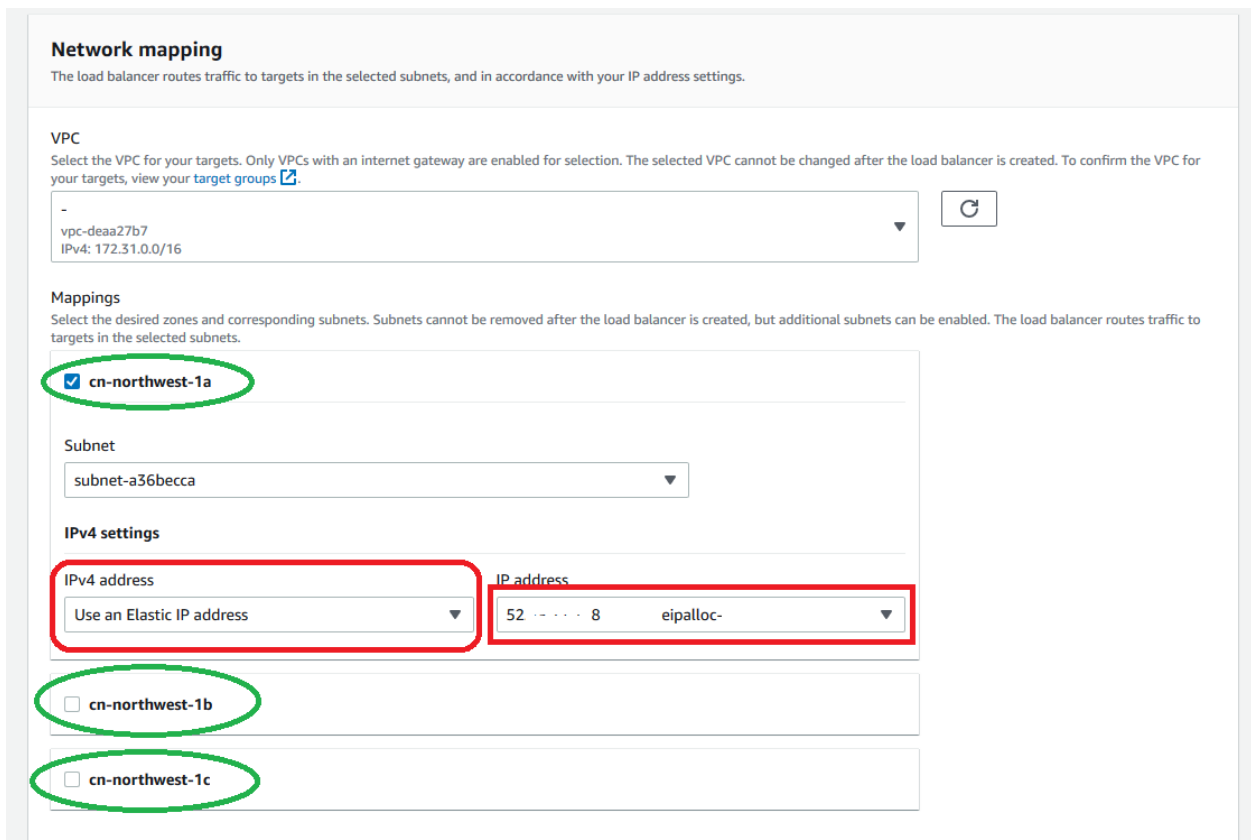 Network mapping
The load balancer routes traffic to targets in the selected subnets, and in accordance with your IP address settings.
VPC
Select the VPC for your targets. Only VPCs with an internet gateway are enabled for selection. The selected VPC cannot be changed after the load balancer is created. To confirm the VPC for
your targets, view your target groups.
-
vpc-deaa27b7
IPv4: 172.31.0.0/16
Mappings
Select the desired zones and corresponding subnets. Subnets cannot be removed after the load balancer is created, but additional subnets can be enabled. The load balancer routes traffic to
targets in the selected subnets.
cn-northwest-1a
Subnet
subnet-a36becca
IPv4 settings
IPv4 address IP address
Use an Elastic IP address 52 8 eipalloc-
cn-northwest-1b
cn-northwest-1c